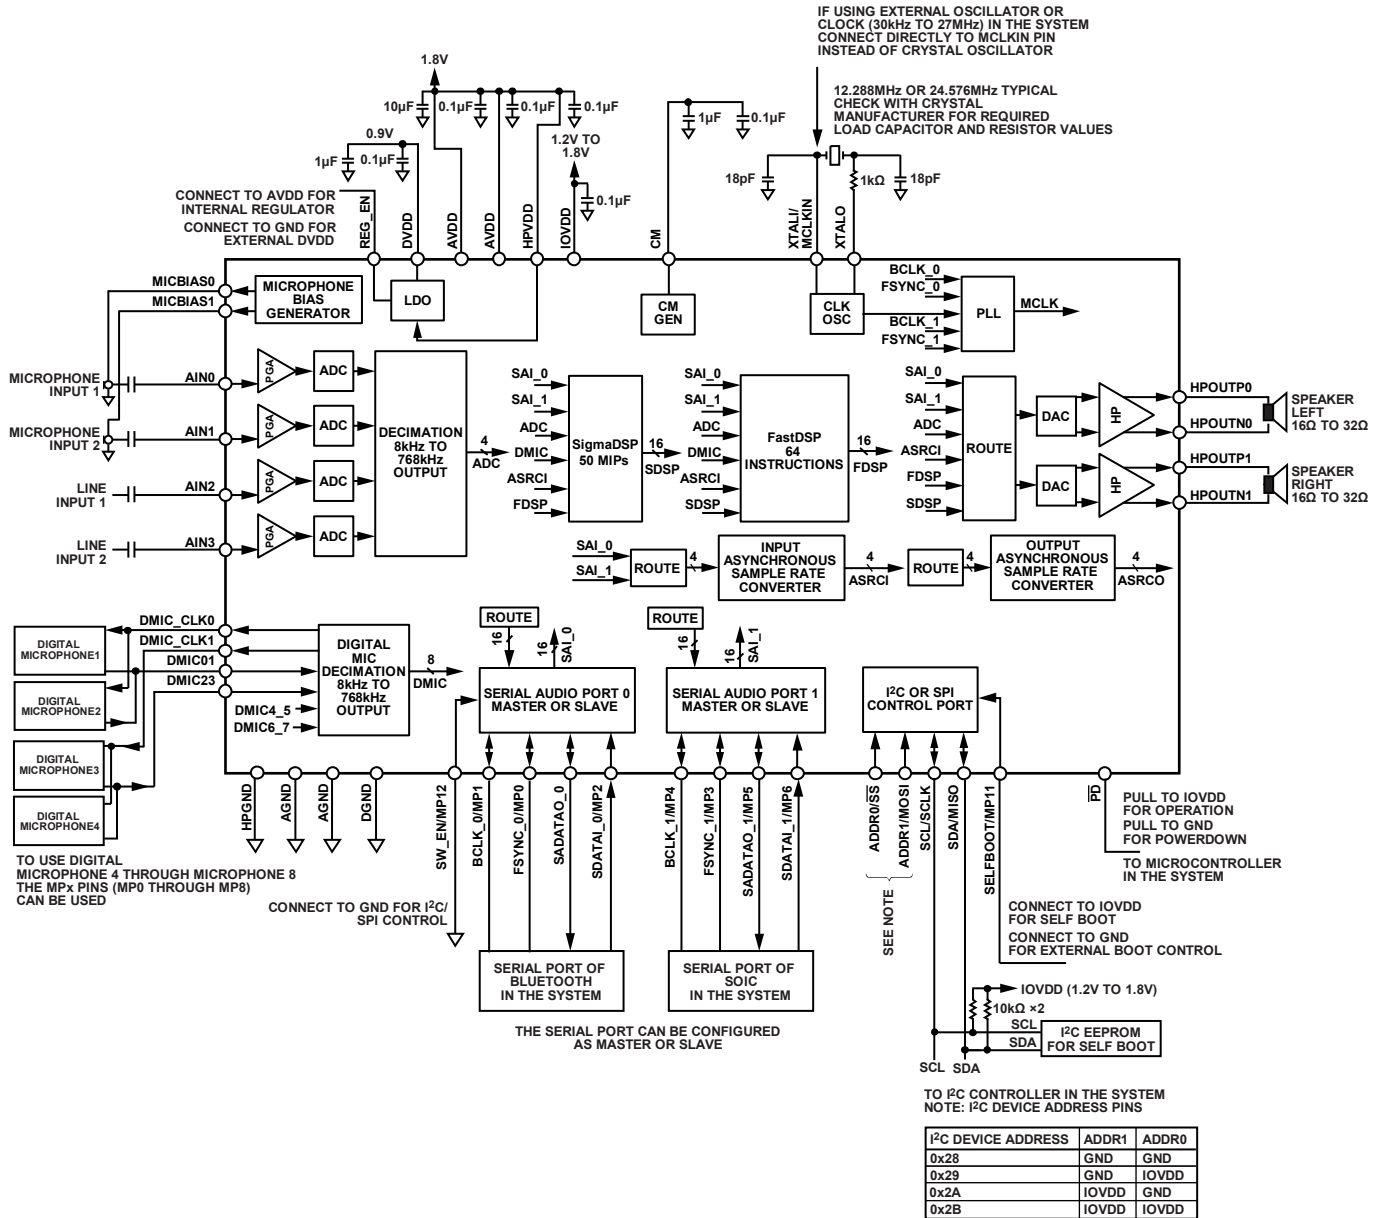 IF USING EXTERNAL OSCILLATOR OR
CLOCK (30kHz TO 27MHz) IN THE SYSTEM
CONNECT DIRECTLY TO MCLKIN PIN
INSTEAD OF CRYSTAL OSCILLATOR
12.288MHz OR 24.576MHz TYPICAL
CHECK WITH CRYSTAL
MANUFACTURER FOR REQUIRED
LOAD CAPACITOR AND RESISTOR VALUES
1.8V
10µF
0.1µF
0.1µF
0.1µF
1µF
0.1µF
0.9V
1µF
0.1µF
1.2V TO
1.8V
0.1µF
18pF
1kΩ
18pF
CONNECT TO AVDD FOR
INTERNAL REGULATOR
CONNECT TO GND FOR
EXTERNAL DVDD
REG_EN
DVDD
AVDD
AVDD
HPVDD
IOVDD
CM
XTALI/
MCLKIN
XTALO
MICBIAS0
MICBIAS1
MICROPHONE
BIAS
GENERATOR
LDO
CM
GEN
CLK
OSC
BCLK_0
FSYNC_0
BCLK_1
FSYNC_1
PLL
MCLK
MICROPHONE
INPUT 1
AIN0
PGA
ADC
MICROPHONE
INPUT 2
AIN1
PGA
ADC
LINE
INPUT 1
AIN2
PGA
ADC
LINE
INPUT 2
AIN3
PGA
ADC
DECIMATION
8kHz TO
768kHz
OUTPUT
4
ADC
SAI_0
SAI_1
ADC
DMIC
ASRCI
FDSP
SigmaDSP
50 MIPs
16
SDSP
SAI_0
SAI_1
ADC
DMIC
ASRCI
SDSP
FastDSP
64
INSTRUCTIONS
16
FDSP
SAI_0
SAI_1
ADC
ASRCI
FDSP
SDSP
ROUTE
DAC
HP
DAC
HP
HPOUTP0
HPOUTN0
SPEAKER
LEFT
16Ω TO 32Ω
HPOUTP1
HPOUTN1
SPEAKER
RIGHT
16Ω TO 32Ω
SAI_0
SAI_1
ROUTE
4
INPUT
ASYNCHRONOUS
SAMPLE RATE
CONVERTER
4
ASRCI
ROUTE
4
OUTPUT
ASYNCHRONOUS
SAMPLE RATE
CONVERTER
4
ASRCO
DIGITAL
MICROPHONE1
DIGITAL
MICROPHONE2
DIGITAL
MICROPHONE3
DIGITAL
MICROPHONE4
DMIC_CLK0
DMIC_CLK1
DMIC01
DMIC23
DMIC4_5
DMIC6_7
DIGITAL
MIC
DECIMATION
8kHz TO
768kHz
OUTPUT
8
DMIC
ROUTE
16
16
SAI_0
SERIAL AUDIO PORT 0
MASTER OR SLAVE
ROUTE
16
16
SAI_1
SERIAL AUDIO PORT 1
MASTER OR SLAVE
I²C OR SPI
CONTROL PORT
HPGND
AGND
AGND
DGND
SW_EN/MP12
BCLK_0/MP1
FSYNC_0/MP0
SADATAO_0
SDATAI_0/MP2
BCLK_1/MP4
FSYNC_1/MP3
SADATAO_1/MP5
SDATAI_1/MP6
ADDR0/SS
ADDR1/MOSI
SCL/SCLK
SDA/MISO
SELFBOOT/MP11
PD
PULL TO IOVDD
FOR OPERATION
PULL TO GND
FOR POWERDOWN
TO MICROCONTROLLER
IN THE SYSTEM
TO USE DIGITAL
MICROPHONE 4 THROUGH MICROPHONE 8
THE MPx PINS (MP0 THROUGH MP8)
CAN BE USED
CONNECT TO GND FOR I²C/
SPI CONTROL
SEE NOTE
CONNECT TO IOVDD
FOR SELF BOOT
CONNECT TO GND
FOR EXTERNAL BOOT CONTROL
SERIAL PORT OF
BLUETOOTH
IN THE SYSTEM
SERIAL PORT OF
SOIC
IN THE SYSTEM
THE SERIAL PORT CAN BE CONFIGURED
AS MASTER OR SLAVE
IOVDD (1.2V TO 1.8V)
10kΩ ×2
SCL
SDA
I²C EEPROM
FOR SELF BOOT
SCL
SDA
TO I²C CONTROLLER IN THE SYSTEM
NOTE: I²C DEVICE ADDRESS PINS
I²C DEVICE ADDRESS ADDR1 ADDR0
0x28 GND GND
0x29 GND IOVDD
0x2A IOVDD GND
0x2B IOVDD IOVDD